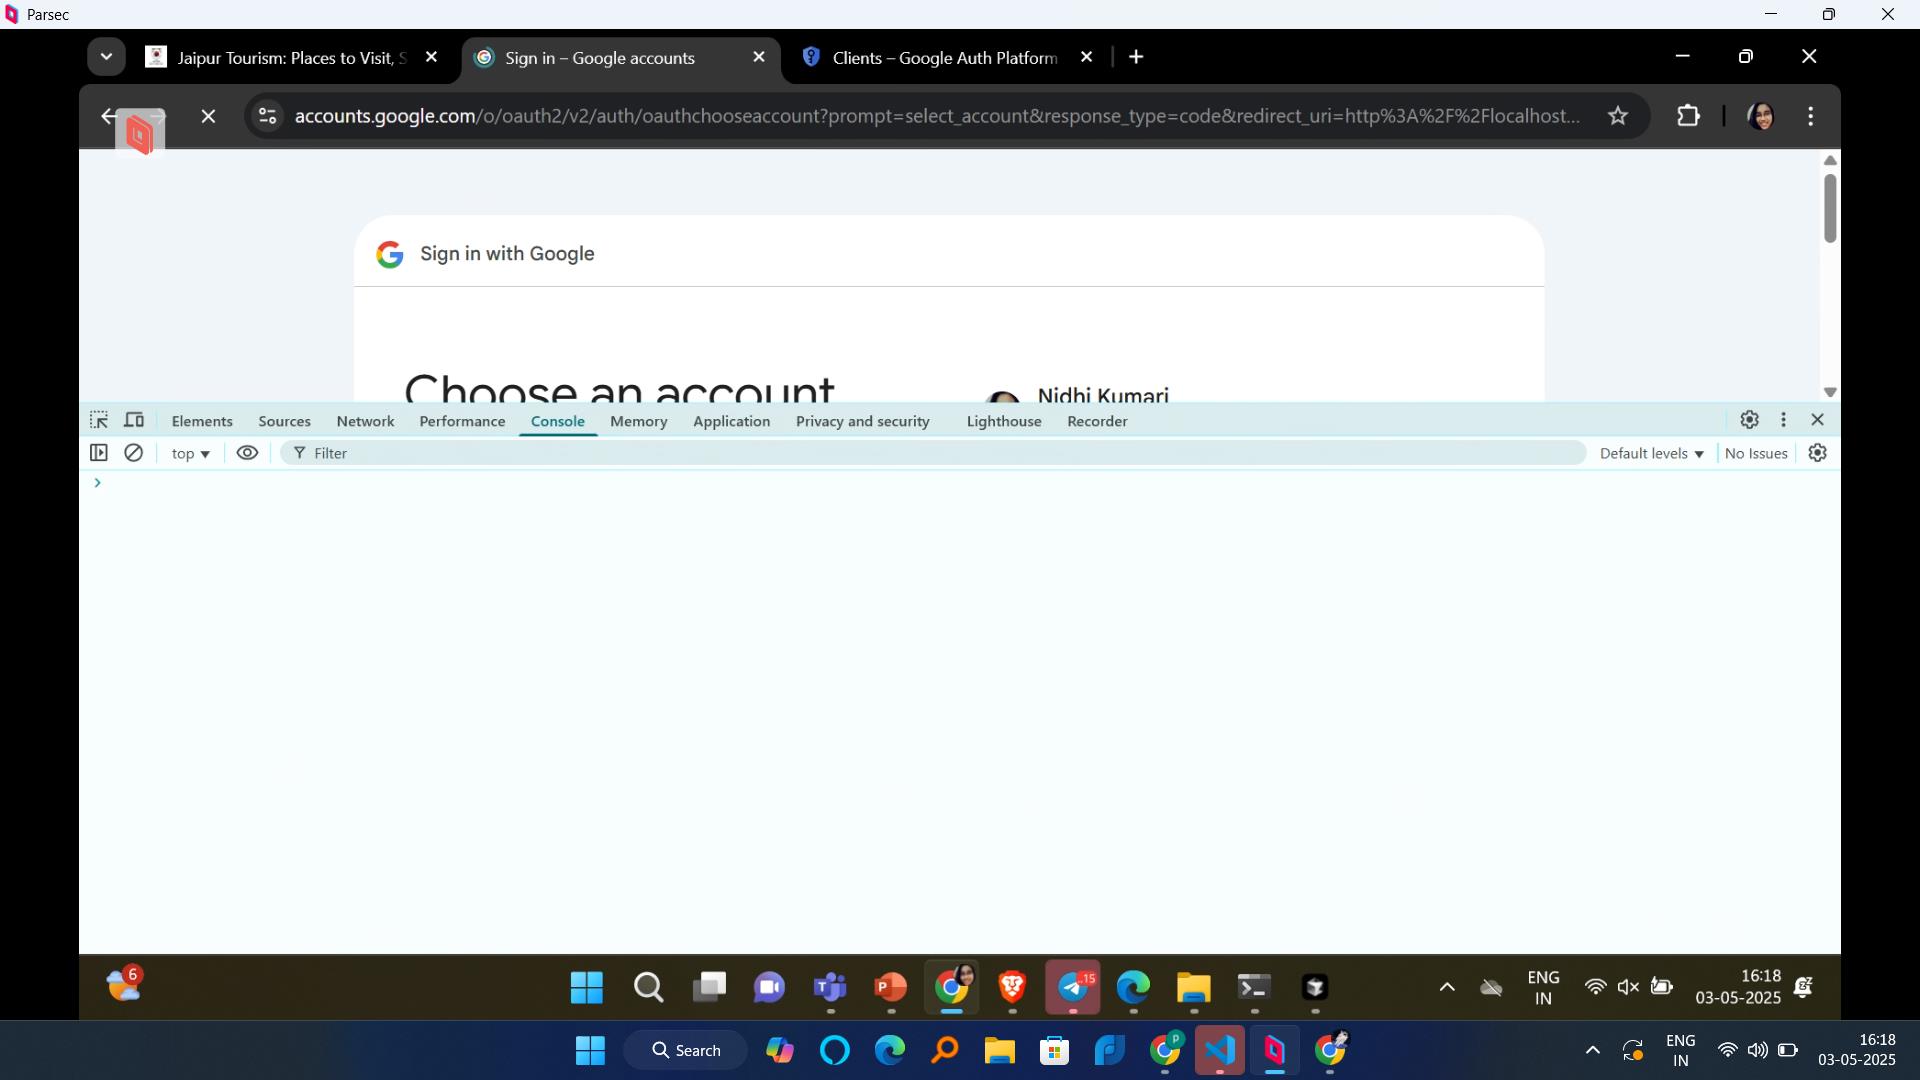 Parsec
Jaipur Tourism: Places to Visit, S
Sign in – Google accounts
Clients – Google Auth Platform
accounts.google.com/o/oauth2/v2/auth/oauthchooseaccount?prompt=select_account&response_type=code&redirect_uri=http%3A%2F%2Flocalhost...
Sign in with Google
Choose an account
Nidhi Kumari
Elements Sources Network Performance Console Memory Application Privacy and security Lighthouse Recorder
top Filter Default levels No Issues
6
15
ENG
IN
16:18
03-05-2025
Search
P
ENG
IN
16:18
03-05-2025